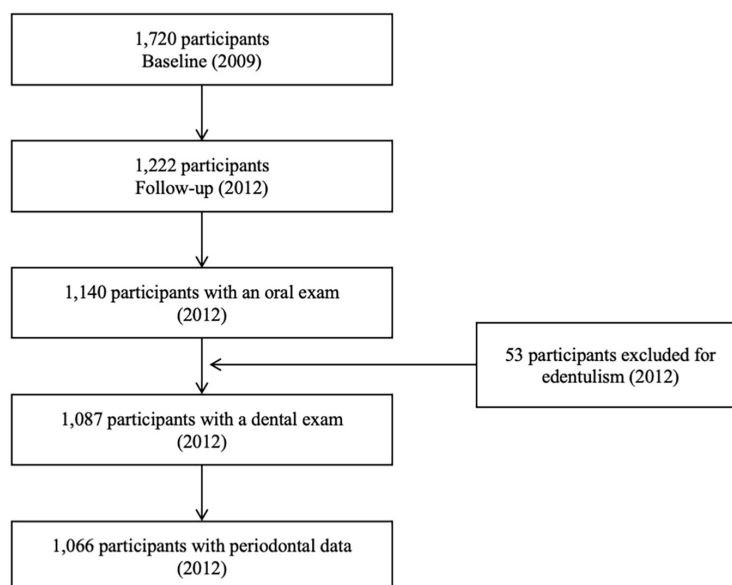 1,720 participants
Baseline (2009)
1,222 participants
Follow-up (2012)
1,140 participants with an oral exam
(2012)
53 participants excluded for
edentulism (2012)
1,087 participants with a dental exam
(2012)
1,066 participants with periodontal data
(2012)